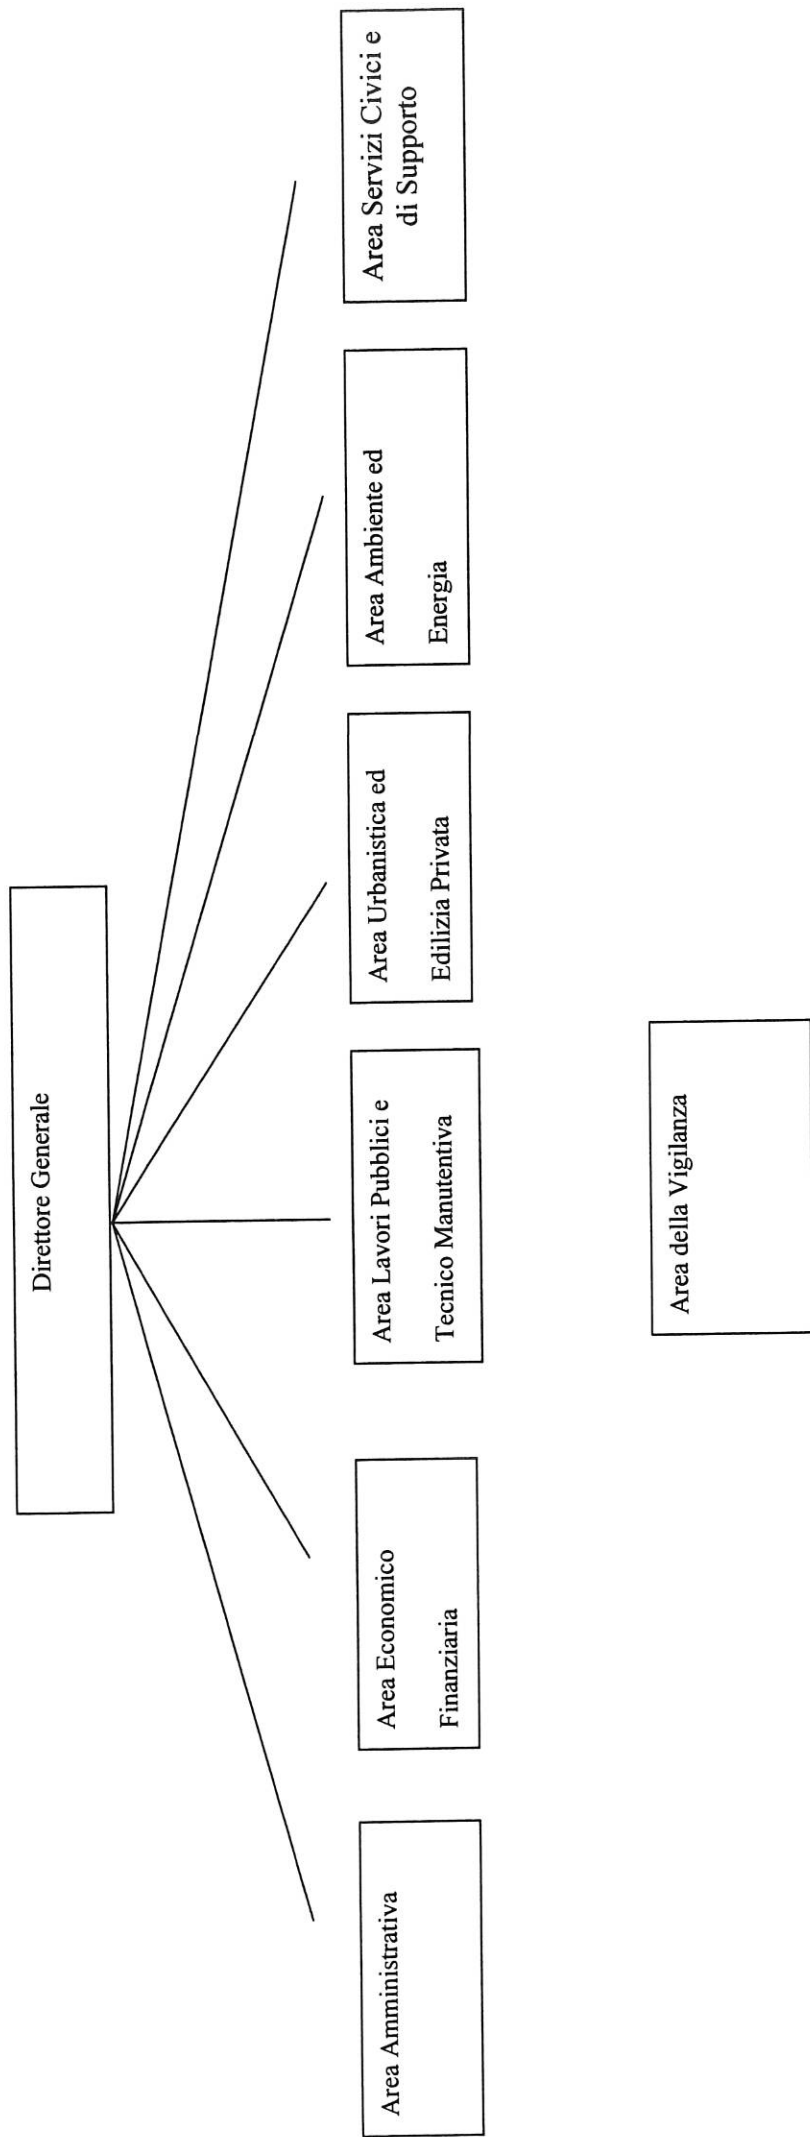 Direttore Generale
Area Amministrativa
Area Economico
Finanziaria
Area Lavori Pubblici e
Tecnico Manutentiva
Area Urbanistica ed
Edilizia Privata
Area Ambiente ed
Energia
Area Servizi Civici e
di Supporto
Area della Vigilanza